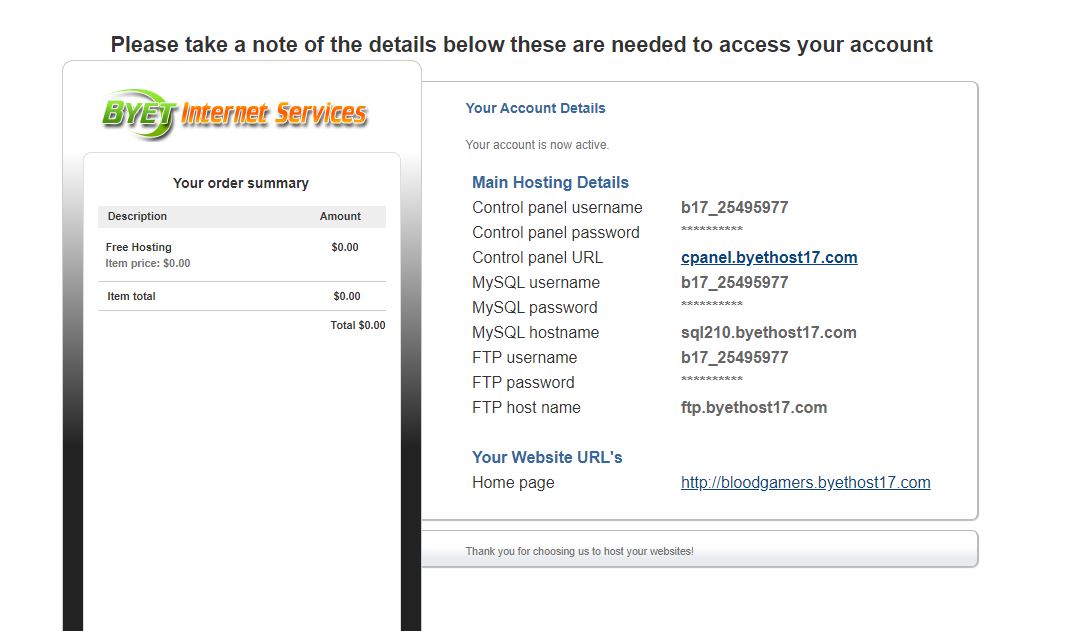 Please take a note of the details below these are needed to access your account
BYET Internet Services
Your order summary
Description Amount
Free Hosting $0.00
Item price: $0.00
Item total $0.00
Total $0.00
Your Account Details
Your account is now active.
Main Hosting Details
Control panel username b17_25495977
Control panel password **********
Control panel URL cpanel.byethost17.com
MySQL username b17_25495977
MySQL password **********
MySQL hostname sql210.byethost17.com
FTP username b17_25495977
FTP password **********
FTP host name ftp.byethost17.com
Your Website URL's
Home page http://bloodgamers.byethost17.com
Thank you for choosing us to host your websites!